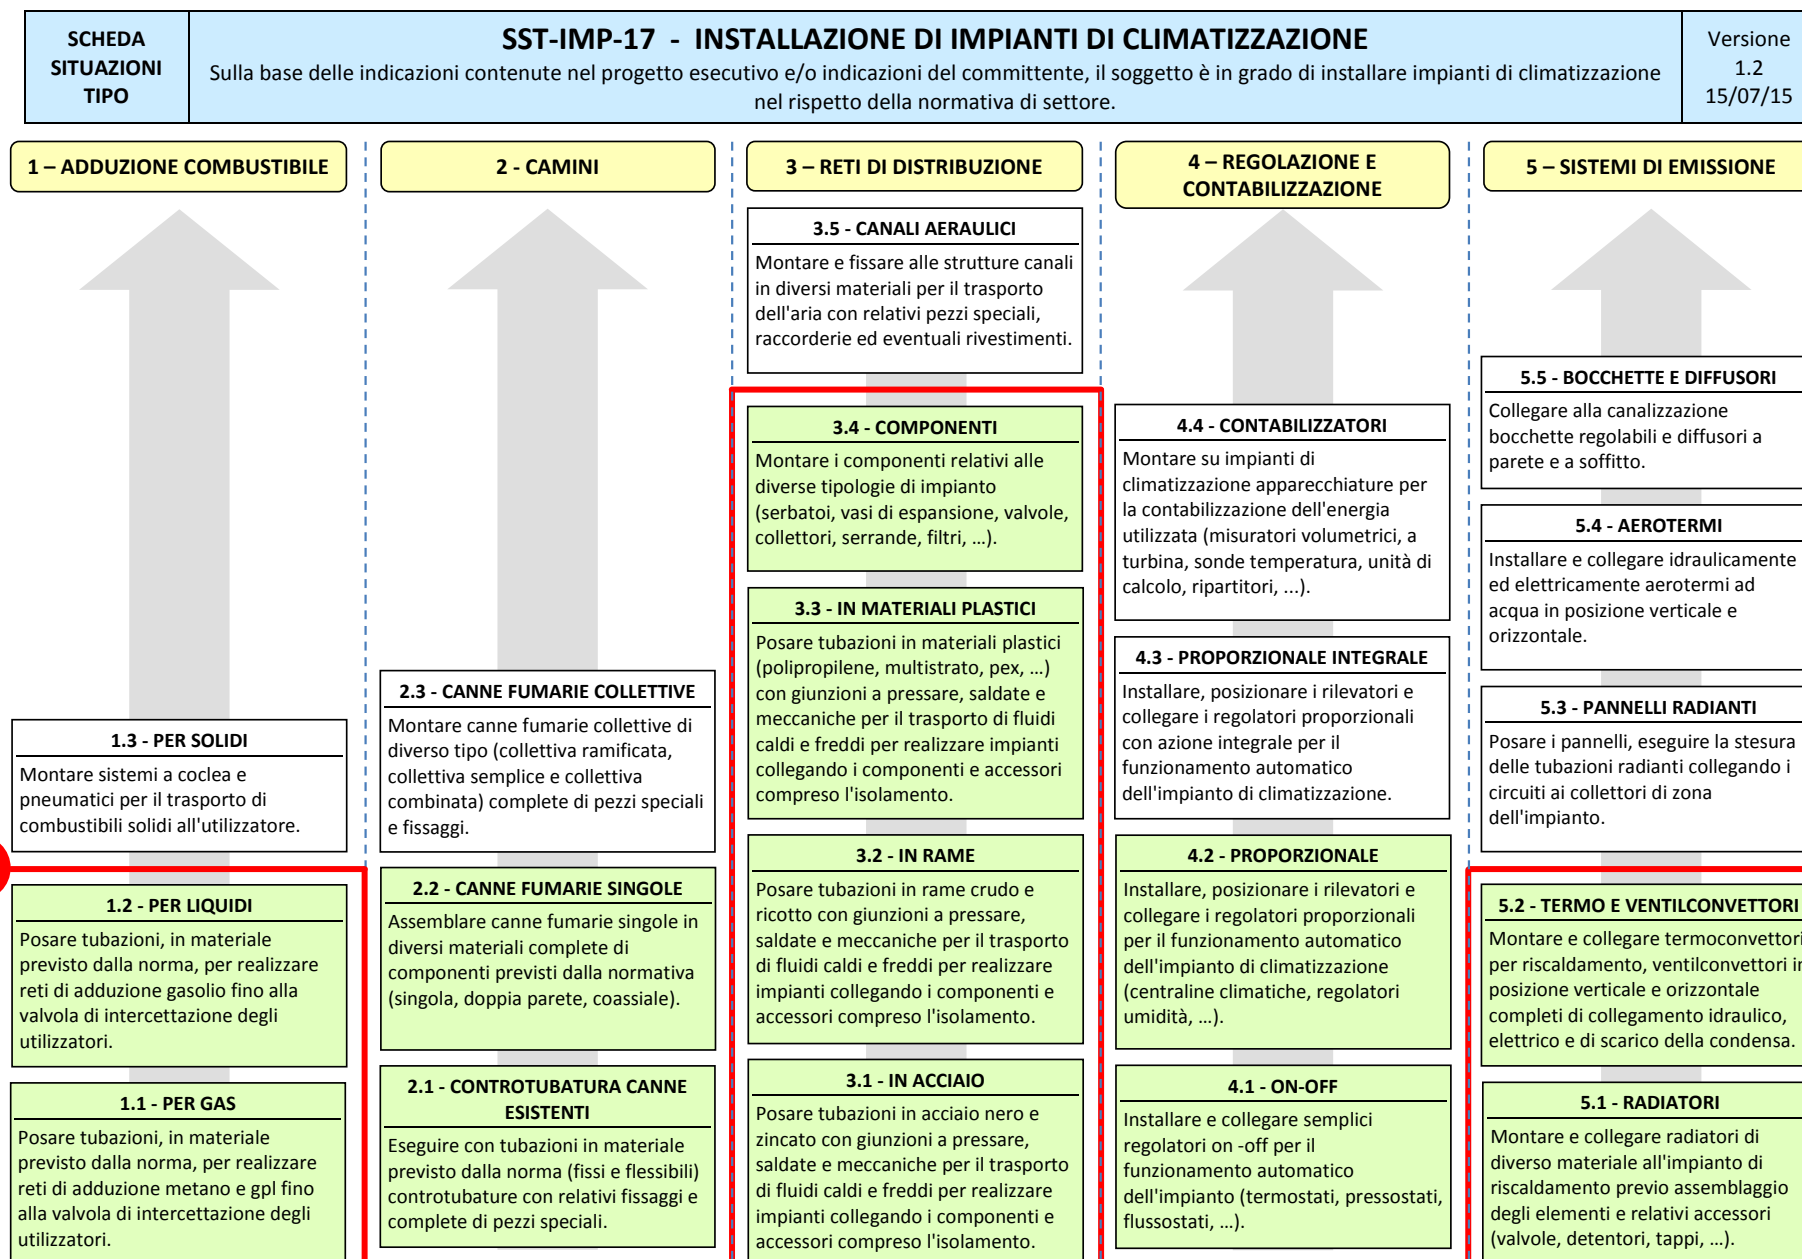 SCHEDA
SITUAZIONI
TIPO
SST-IMP-17 - INSTALLAZIONE DI IMPIANTI DI CLIMATIZZAZIONE
Sulla base delle indicazioni contenute nel progetto esecutivo e/o indicazioni del committente, il soggetto è in grado di installare impianti di climatizzazione
nel rispetto della normativa di settore.
Versione
1.2
15/07/15
1 – ADDUZIONE COMBUSTIBILE
1.3 - PER SOLIDI
Montare sistemi a coclea e
pneumatici per il trasporto di
combustibili solidi all'utilizzatore.
1.2 - PER LIQUIDI
Posare tubazioni, in materiale
previsto dalla norma, per realizzare
reti di adduzione gasolio fino alla
valvola di intercettazione degli
utilizzatori.
1.1 - PER GAS
Posare tubazioni, in materiale
previsto dalla norma, per realizzare
reti di adduzione metano e gpl fino
alla valvola di intercettazione degli
utilizzatori.
2 - CAMINI
2.3 - CANNE FUMARIE COLLETTIVE
Montare canne fumarie collettive di
diverso tipo (collettiva ramificata,
collettiva semplice e collettiva
combinata) complete di pezzi speciali
e fissaggi.
2.2 - CANNE FUMARIE SINGOLE
Assemblare canne fumarie singole in
diversi materiali complete di
componenti previsti dalla normativa
(singola, doppia parete, coassiale).
2.1 - CONTROTUBATURA CANNE
ESISTENTI
Eseguire con tubazioni in materiale
previsto dalla norma (fissi e flessibili)
controtubature con relativi fissaggi e
complete di pezzi speciali.
3 – RETI DI DISTRIBUZIONE
3.5 - CANALI AERAULICI
Montare e fissare alle strutture canali
in diversi materiali per il trasporto
dell'aria con relativi pezzi speciali,
raccorderie ed eventuali rivestimenti.
3.4 - COMPONENTI
Montare i componenti relativi alle
diverse tipologie di impianto
(serbatoi, vasi di espansione, valvole,
collettori, serrande, filtri, …).
3.3 - IN MATERIALI PLASTICI
Posare tubazioni in materiali plastici
(polipropilene, multistrato, pex, …)
con giunzioni a pressare, saldate e
meccaniche per il trasporto di fluidi
caldi e freddi per realizzare impianti
collegando i componenti e accessori
compreso l'isolamento.
3.2 - IN RAME
Posare tubazioni in rame crudo e
ricotto con giunzioni a pressare,
saldate e meccaniche per il trasporto
di fluidi caldi e freddi per realizzare
impianti collegando i componenti e
accessori compreso l'isolamento.
3.1 - IN ACCIAIO
Posare tubazioni in acciaio nero e
zincato con giunzioni a pressare,
saldate e meccaniche per il trasporto
di fluidi caldi e freddi per realizzare
impianti collegando i componenti e
accessori compreso l'isolamento.
4 – REGOLAZIONE E
CONTABILIZZAZIONE
4.4 - CONTABILIZZATORI
Montare su impianti di
climatizzazione apparecchiature per
la contabilizzazione dell'energia
utilizzata (misuratori volumetrici, a
turbina, sonde temperatura, unità di
calcolo, ripartitori, ...).
4.3 - PROPORZIONALE INTEGRALE
Installare, posizionare i rilevatori e
collegare i regolatori proporzionali
con azione integrale per il
funzionamento automatico
dell'impianto di climatizzazione.
4.2 - PROPORZIONALE
Installare, posizionare i rilevatori e
collegare i regolatori proporzionali
per il funzionamento automatico
dell'impianto di climatizzazione
(centraline climatiche, regolatori
umidità, …).
4.1 - ON-OFF
Installare e collegare semplici
regolatori on -off per il
funzionamento automatico
dell'impianto (termostati, pressostati,
flussostati, …).
5 – SISTEMI DI EMISSIONE
5.5 - BOCCHETTE E DIFFUSORI
Collegare alla canalizzazione
bocchette regolabili e diffusori a
parete e a soffitto.
5.4 - AEROTERMI
Installare e collegare idraulicamente
ed elettricamente aerotermi ad
acqua in posizione verticale e
orizzontale.
5.3 - PANNELLI RADIANTI
Posare i pannelli, eseguire la stesura
delle tubazioni radianti collegando i
circuiti ai collettori di zona
dell'impianto.
5.2 - TERMO E VENTILCONVETTORI
Montare e collegare termoconvettori
per riscaldamento, ventilconvettori in
posizione verticale e orizzontale
completi di collegamento idraulico,
elettrico e di scarico della condensa.
5.1 - RADIATORI
Montare e collegare radiatori di
diverso materiale all'impianto di
riscaldamento previo assemblaggio
degli elementi e relativi accessori
(valvole, detentori, tappi, …).